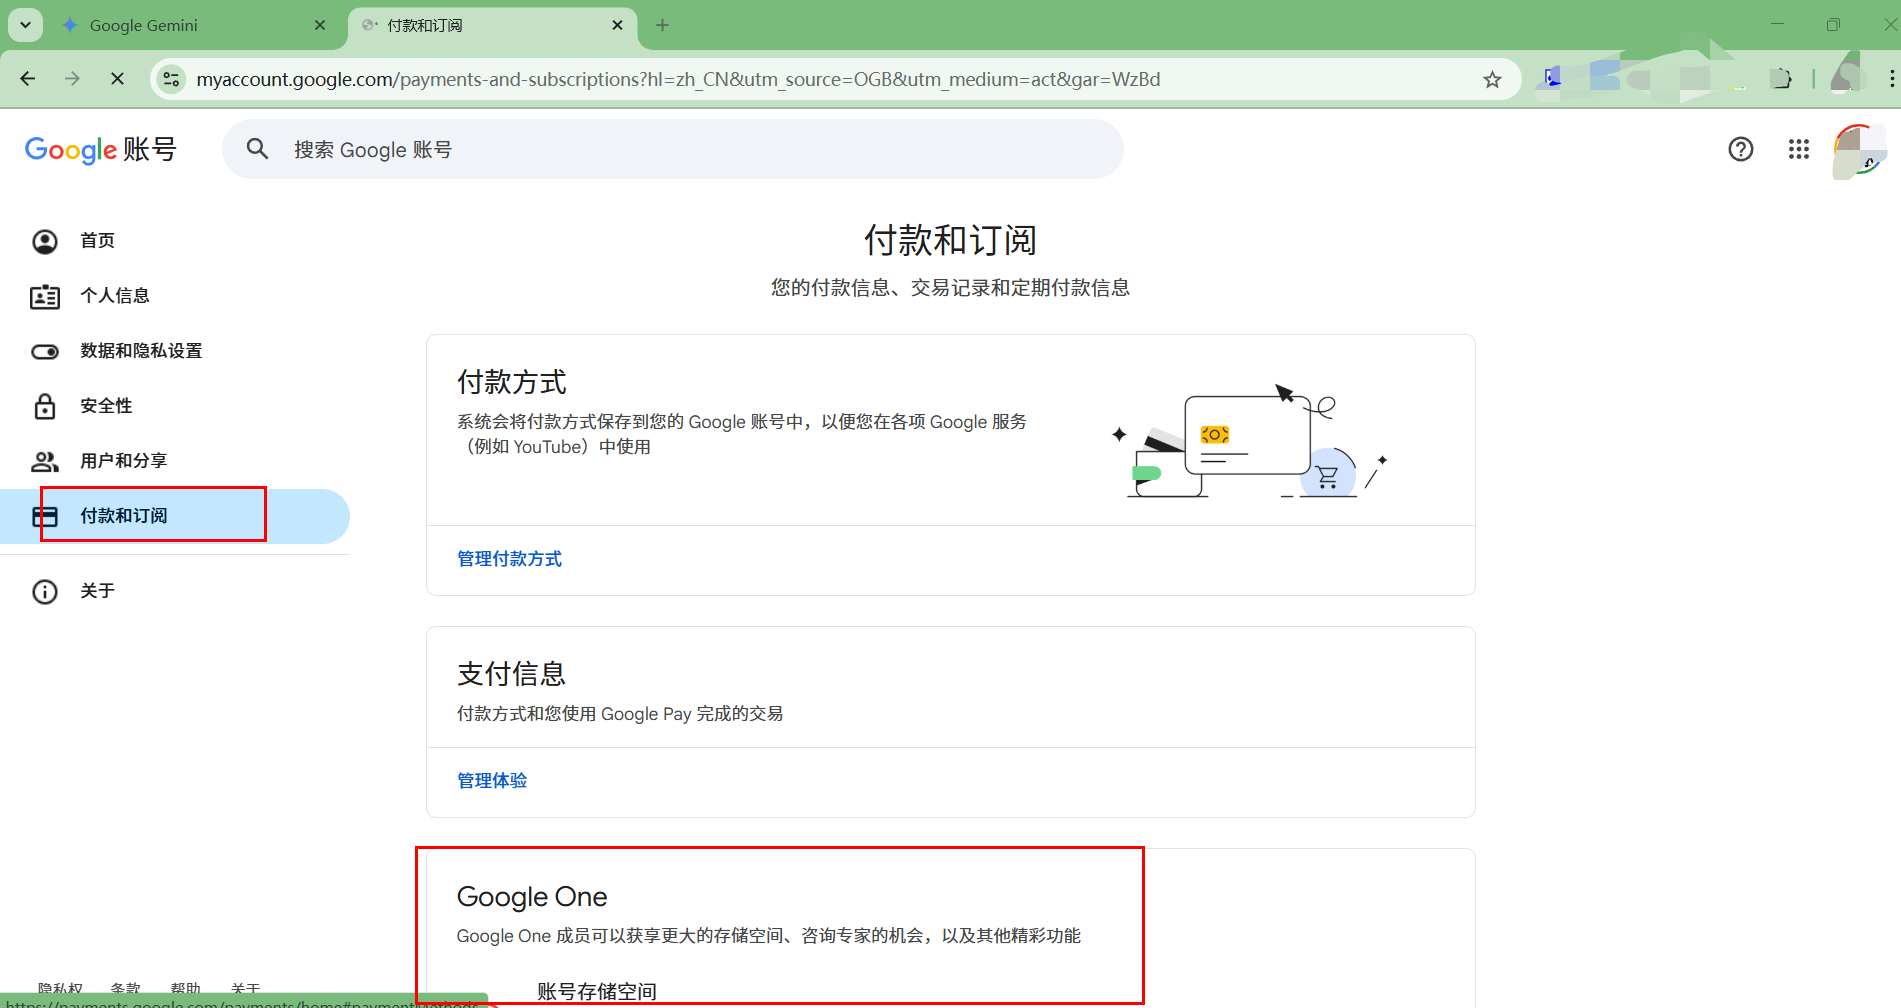 Google Gemini
付款和订阅
myaccount.google.com/payments-and-subscriptions?hl=zh_CN&utm_source=OGB&utm_medium=act&gar=WzBd
Google 账号
搜索 Google 账号
首页
个人信息
数据和隐私设置
安全性
用户和分享
付款和订阅
关于
付款和订阅
您的付款信息、交易记录和定期付款信息
付款方式
系统会将付款方式保存到您的 Google 账号中，以便您在各项 Google 服务
（例如 YouTube）中使用
管理付款方式
支付信息
付款方式和您使用 Google Pay 完成的交易
管理体验
Google One
Google One 成员可以获享更大的存储空间、咨询专家的机会，以及其他精彩功能
账号存储空间
隐私权 条款 帮助 关于
https://payments.google.com/payments/home#paymentMethods